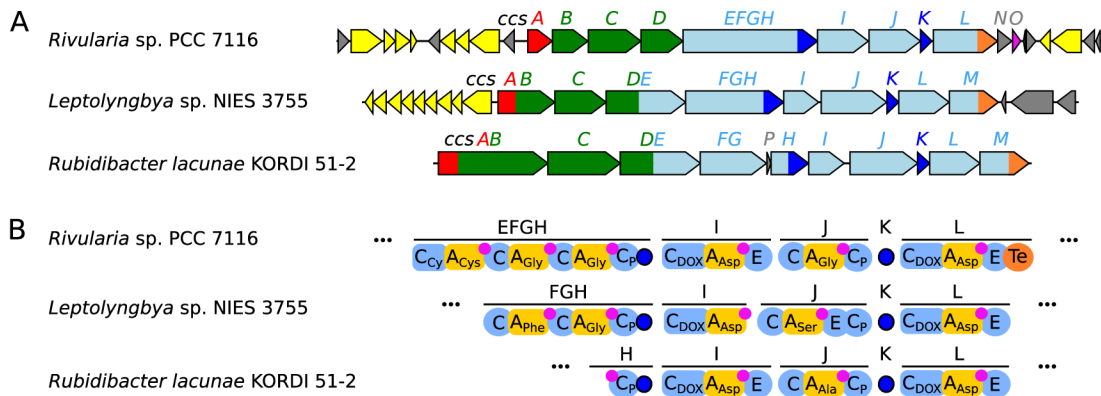 A
ccs A B C D EFGH I J K L N O
Rivularia sp. PCC 7116
ccs A B C D E FGH I J K L M
Leptolyngbya sp. NIES 3755
ccs A B C D E FG P H I J K L M
Rubidibacter lacunae KORDI 51-2
B
EFGH I J K L
Rivularia sp. PCC 7116
... CCy ACys C AGly C AGly CP CDOX AAsp E C AGly CP CDOX AAsp E Te ...
FGH I J K L
Leptolyngbya sp. NIES 3755
... C APhe C AGly CP CDOX AAsp C ASer E CP CDOX AAsp E ...
H I J K L
Rubidibacter lacunae KORDI 51-2
... CP CDOX AAsp E C AAla CP CDOX AAsp E ...